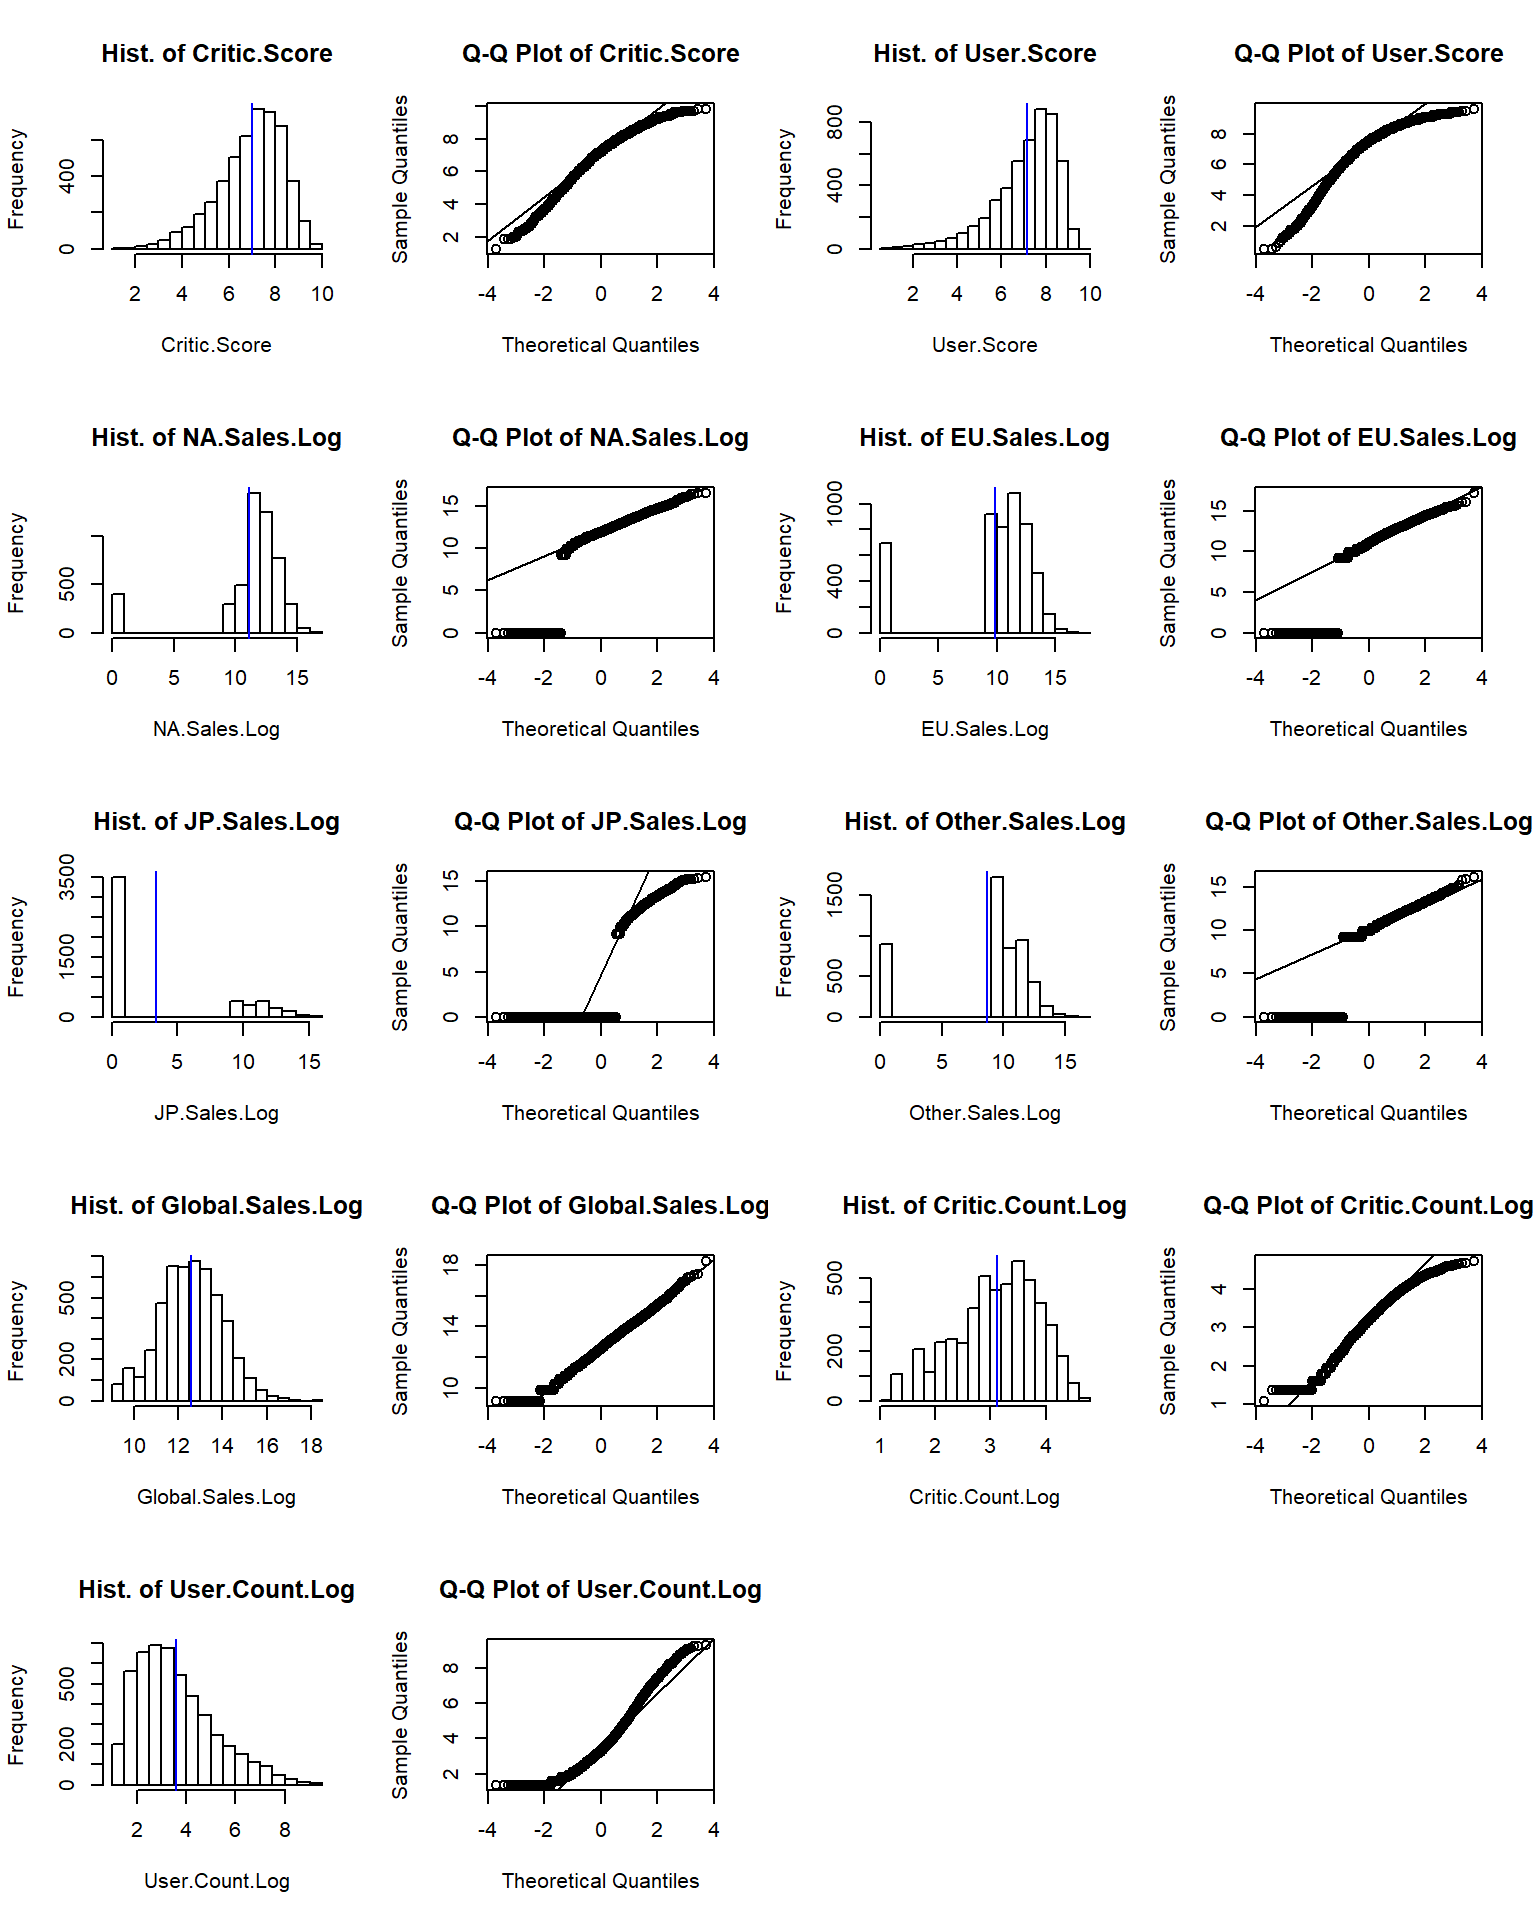 Hist. of Critic.Score
Frequency
0 400
2 4 6 8 10
Critic.Score
Q-Q Plot of Critic.Score
Sample Quantiles
2 4 6 8
-4 -2 0 2 4
Theoretical Quantiles
Hist. of User.Score
Frequency
0 400 800
2 4 6 8 10
User.Score
Q-Q Plot of User.Score
Sample Quantiles
2 4 6 8
-4 -2 0 2 4
Theoretical Quantiles
Hist. of NA.Sales.Log
Frequency
0 500
0 5 10 15
NA.Sales.Log
Q-Q Plot of NA.Sales.Log
Sample Quantiles
0 5 10 15
-4 -2 0 2 4
Theoretical Quantiles
Hist. of EU.Sales.Log
Frequency
0 400 1000
0 5 10 15
EU.Sales.Log
Q-Q Plot of EU.Sales.Log
Sample Quantiles
0 5 10 15
-4 -2 0 2 4
Theoretical Quantiles
Hist. of JP.Sales.Log
Frequency
0 1500 3500
0 5 10 15
JP.Sales.Log
Q-Q Plot of JP.Sales.Log
Sample Quantiles
0 5 10 15
-4 -2 0 2 4
Theoretical Quantiles
Hist. of Other.Sales.Log
Frequency
0 500 1500
0 5 10 15
Other.Sales.Log
Q-Q Plot of Other.Sales.Log
Sample Quantiles
0 5 10 15
-4 -2 0 2 4
Theoretical Quantiles
Hist. of Global.Sales.Log
Frequency
0 200 500
10 12 14 16 18
Global.Sales.Log
Q-Q Plot of Global.Sales.Log
Sample Quantiles
10 14 18
-4 -2 0 2 4
Theoretical Quantiles
Hist. of Critic.Count.Log
Frequency
0 200 500
1 2 3 4
Critic.Count.Log
Q-Q Plot of Critic.Count.Log
Sample Quantiles
1 2 3 4
-4 -2 0 2 4
Theoretical Quantiles
Hist. of User.Count.Log
Frequency
0 200 500
2 4 6 8
User.Count.Log
Q-Q Plot of User.Count.Log
Sample Quantiles
2 4 6 8
-4 -2 0 2 4
Theoretical Quantiles